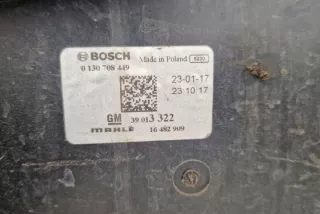 BOSCH Made in Poland
0 130 708 449
23-01-17
23 10 17
GM 39 013 322
MAHLE 16 482 909